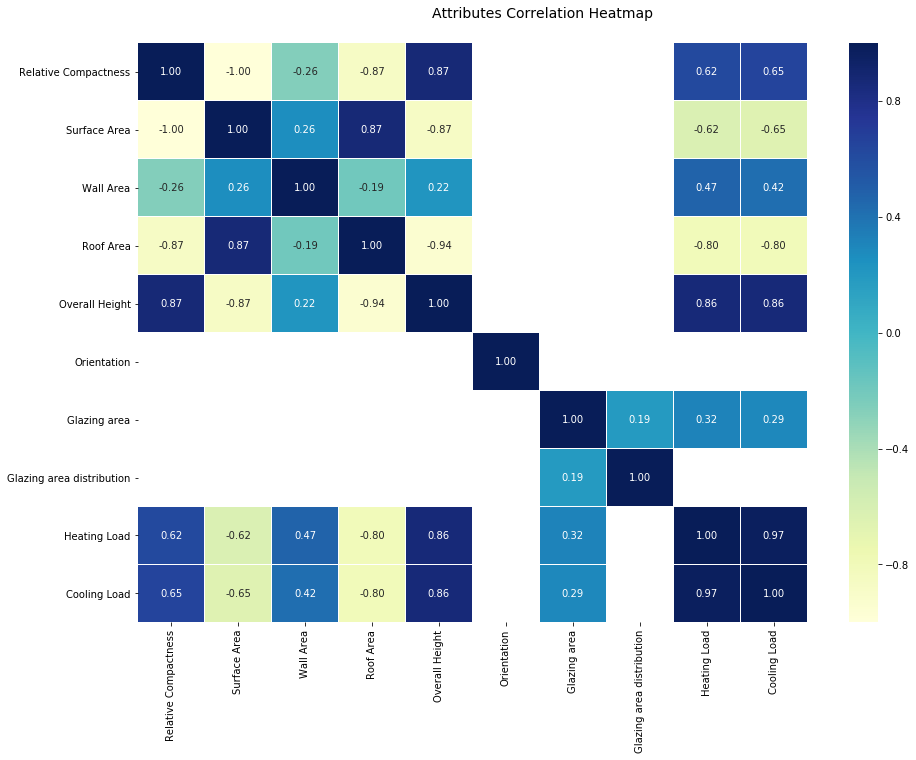 Attributes Correlation Heatmap
Relative Compactness 1.00 -1.00 -0.26 -0.87 0.87 0.62 0.65
Surface Area -1.00 1.00 0.26 0.87 -0.87 -0.62 -0.65
Wall Area -0.26 0.26 1.00 -0.19 0.22 0.47 0.42
Roof Area -0.87 0.87 -0.19 1.00 -0.94 -0.80 -0.80
Overall Height 0.87 -0.87 0.22 -0.94 1.00 0.86 0.86
Orientation 1.00
Glazing area 1.00 0.19 0.32 0.29
Glazing area distribution 0.19 1.00
Heating Load 0.62 -0.62 0.47 -0.80 0.86 0.32 1.00 0.97
Cooling Load 0.65 -0.65 0.42 -0.80 0.86 0.29 0.97 1.00
Relative Compactness
Surface Area
Wall Area
Roof Area
Overall Height
Orientation
Glazing area
Glazing area distribution
Heating Load
Cooling Load
0.8
0.4
0.0
−0.4
−0.8